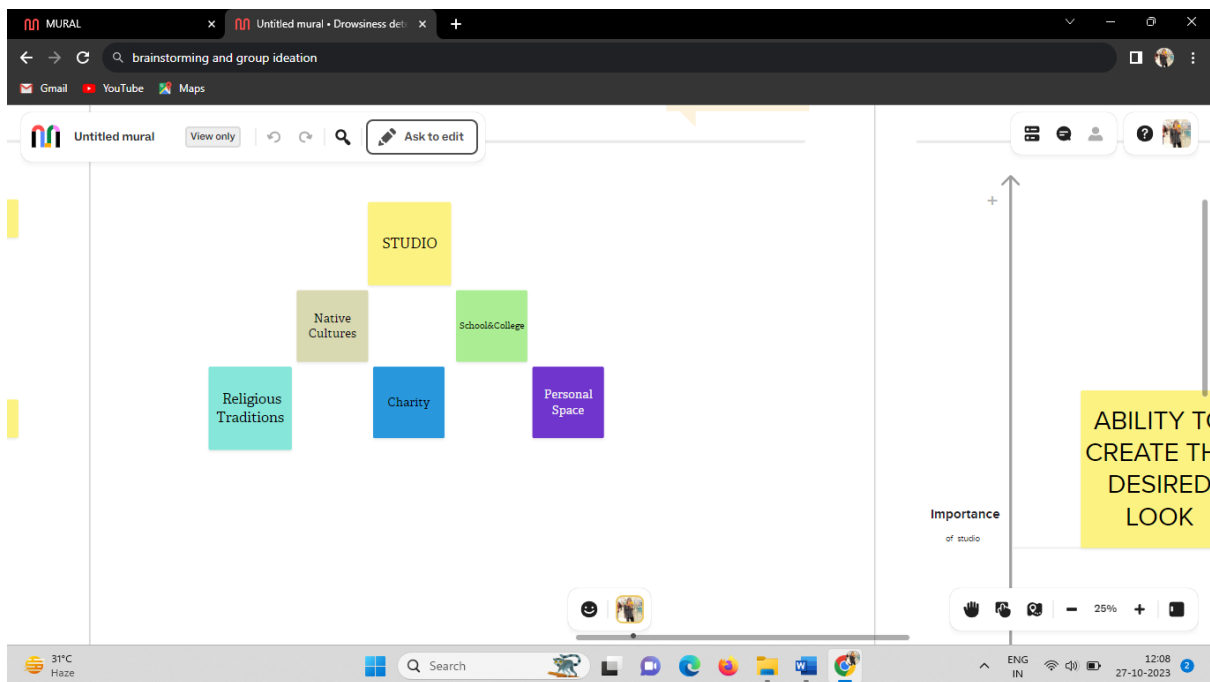 MURAL
Untitled mural • Drowsiness det
brainstorming and group ideation
Gmail YouTube Maps
Untitled mural View only Ask to edit
STUDIO
Native
Cultures
School&College
Religious
Traditions
Charity
Personal
Space
ABILITY TO
CREATE TH
DESIRED
LOOK
Importance
of studio
25%
31°C
Haze
Search
ENG
IN
12:08
27-10-2023
2